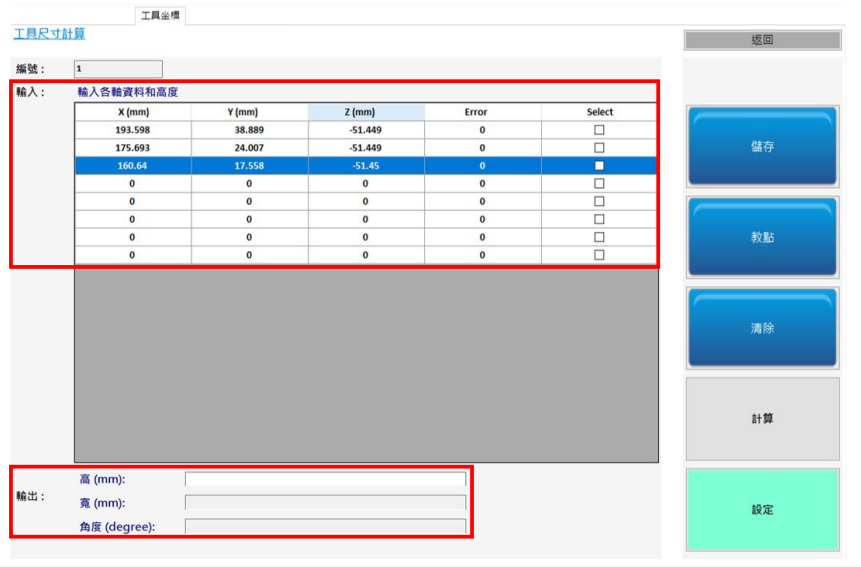 工具坐標
工具尺寸計算
返回
編號： 1
輸入： 輸入各軸資料和高度
X (mm) Y (mm) Z (mm) Error Select
193.598 38.889 -51.449 0
175.693 24.007 -51.449 0
160.64 17.558 -51.45 0
0 0 0 0
0 0 0 0
0 0 0 0
0 0 0 0
0 0 0 0
儲存
教點
清除
計算
設定
輸出：
高 (mm):
寬 (mm):
角度 (degree):